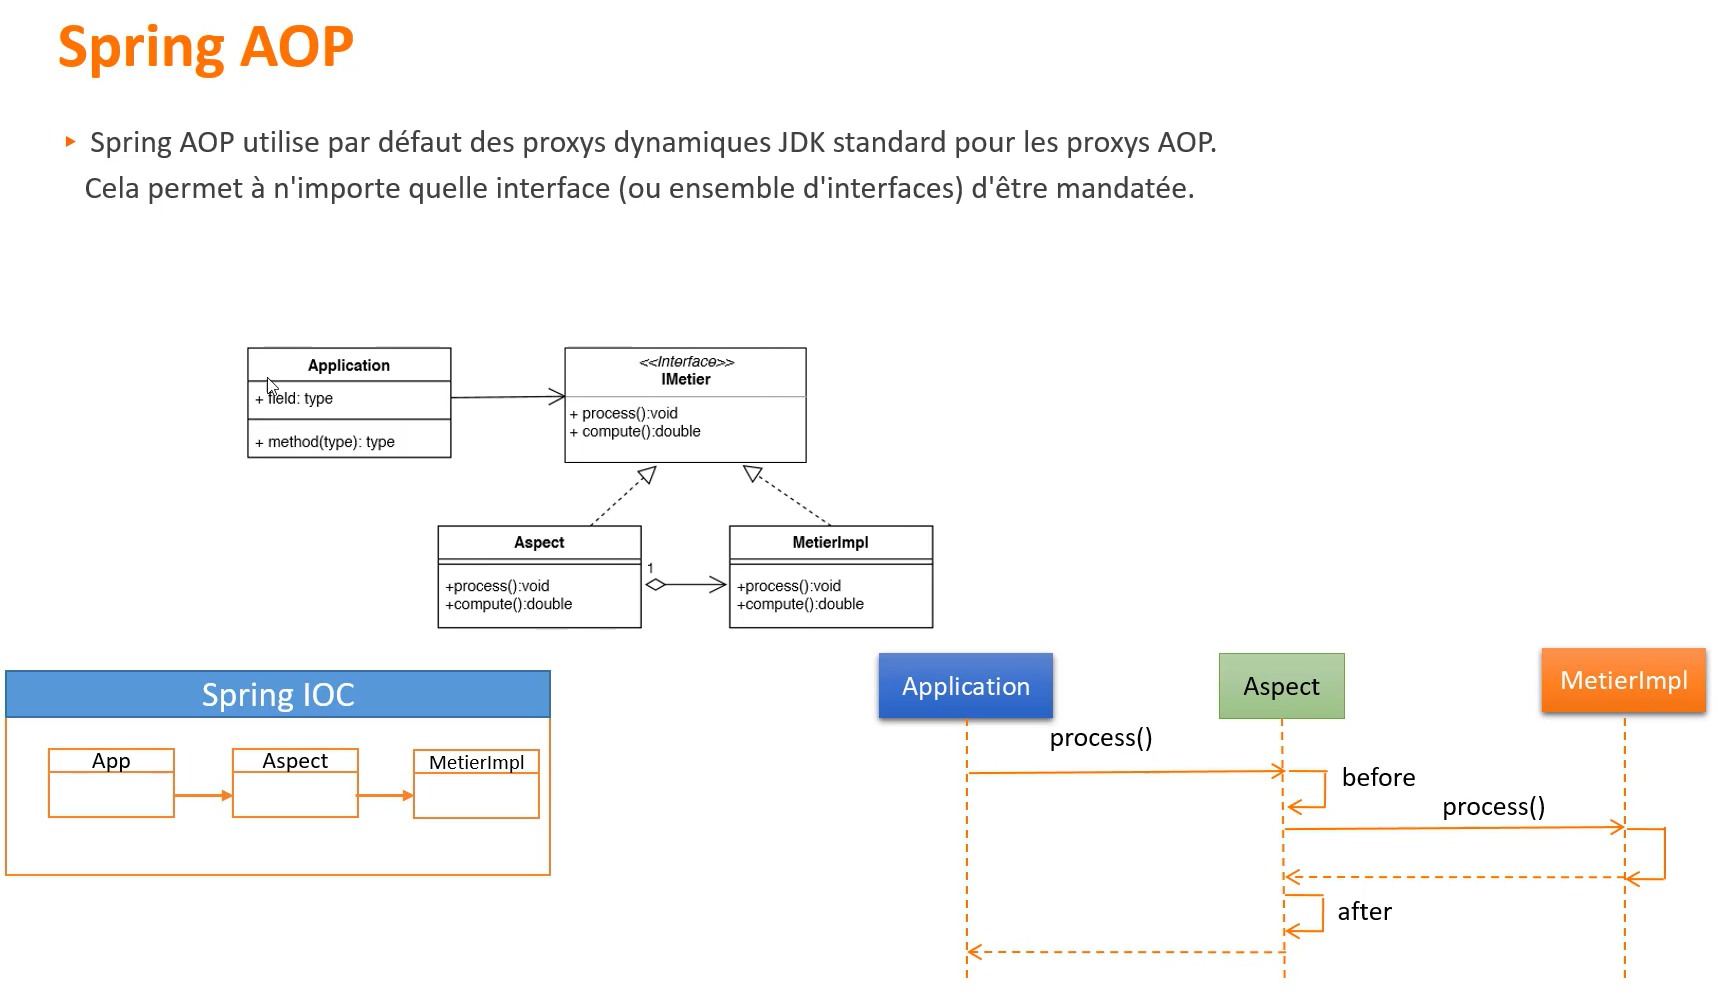 Spring AOP
Spring AOP utilise par défaut des proxys dynamiques JDK standard pour les proxys AOP.
Cela permet à n'importe quelle interface (ou ensemble d'interfaces) d'être mandatée.
Application
+ field: type
+ method(type): type
<<Interface>>
IMetier
+ process():void
+ compute():double
Aspect
+process():void
+compute():double
1
MetierImpl
+process():void
+compute():double
Spring IOC
App
Aspect
MetierImpl
Application
Aspect
MetierImpl
process()
before
process()
after